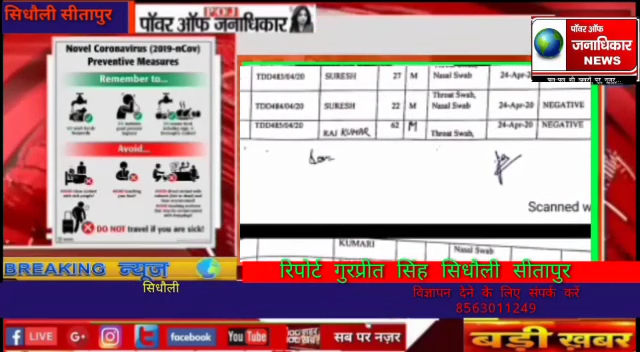 सिधौली सीतापुर
P.O.J
पॉवर ऑफ जनाधिकार
पॉवर ऑफ
जनाधिकार
NEWS
Novel Coronavirus (2019-nCov)
Preventive Measures
Remember to...
Avoid...
DO NOT travel if you are sick!
TDD483/04/20 SURESH 27 M Nasal Swab 24-Apr-20
TDD484/04/20 SURESH 22 M Throat Swab, Nasal Swab 24-Apr-20 NEGATIVE
TDD485/04/20 RAJ KUMAR 62 M Throat Swab, 24-Apr-20 NEGATIVE
Scanned w
KUMARI Nasal Swab
BREAKING न्यूज़
सिधौली
रिपोर्ट गुरप्रीत सिंह सिधौली सीतापुर
विज्ञापन देने के लिए संपर्क करें
8563011249
LIVE
facebook
YouTube
सब पर नज़र
बड़ी खबर